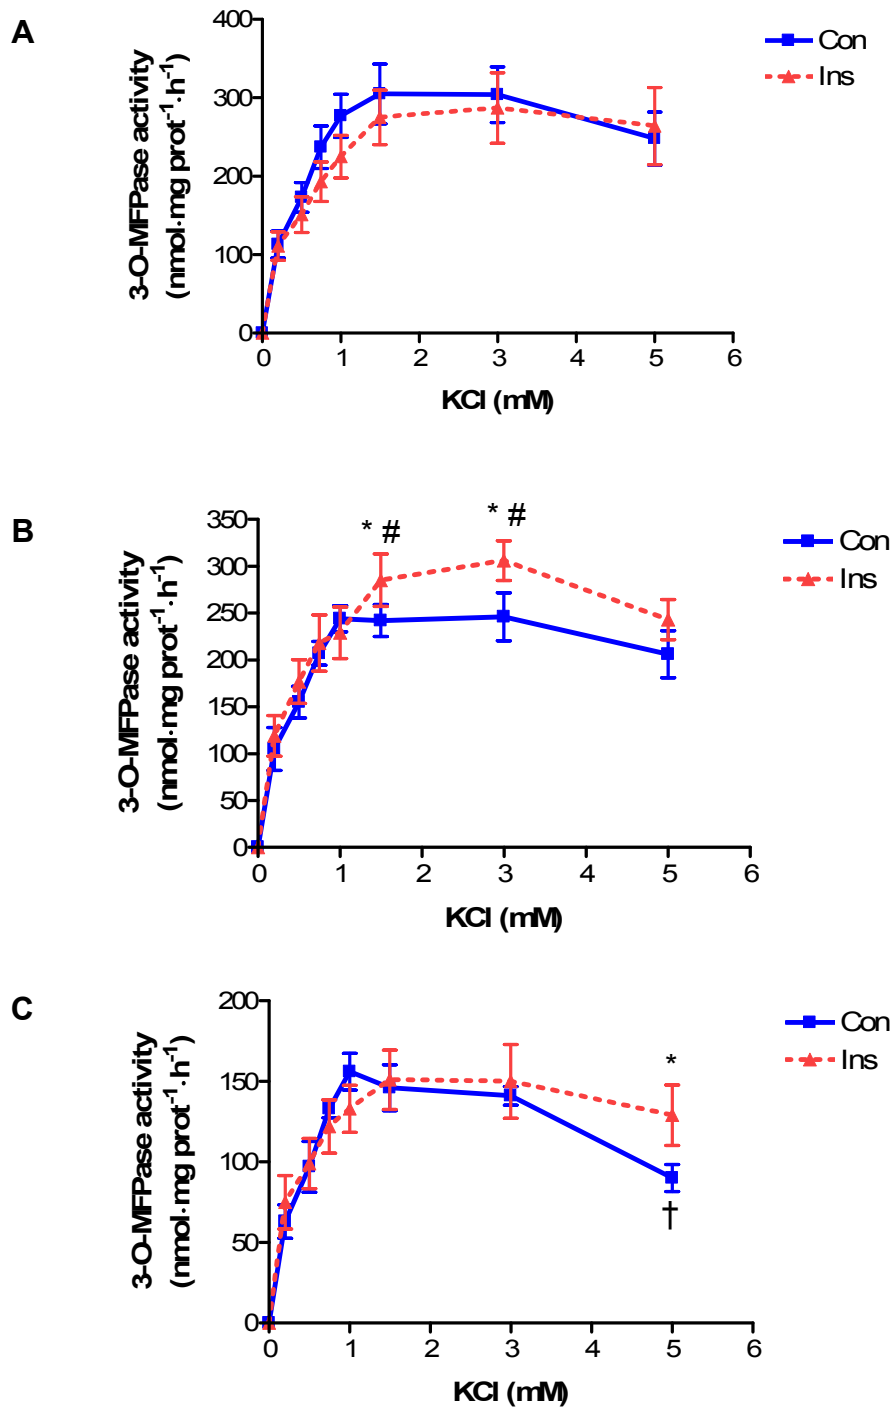 A
3-O-MFPase activity
(nmol·mg prot⁻¹·h⁻¹)
400
300
200
100
0
0 1 2 3 4 5 6
KCl (mM)
Con
Ins
B
3-O-MFPase activity
(nmol·mg prot⁻¹·h⁻¹)
350
300
250
200
150
100
50
0
* #
* #
0 1 2 3 4 5 6
KCl (mM)
Con
Ins
C
3-O-MFPase activity
(nmol·mg prot⁻¹·h⁻¹)
200
150
100
50
0
*
†
0 1 2 3 4 5 6
KCl (mM)
Con
Ins